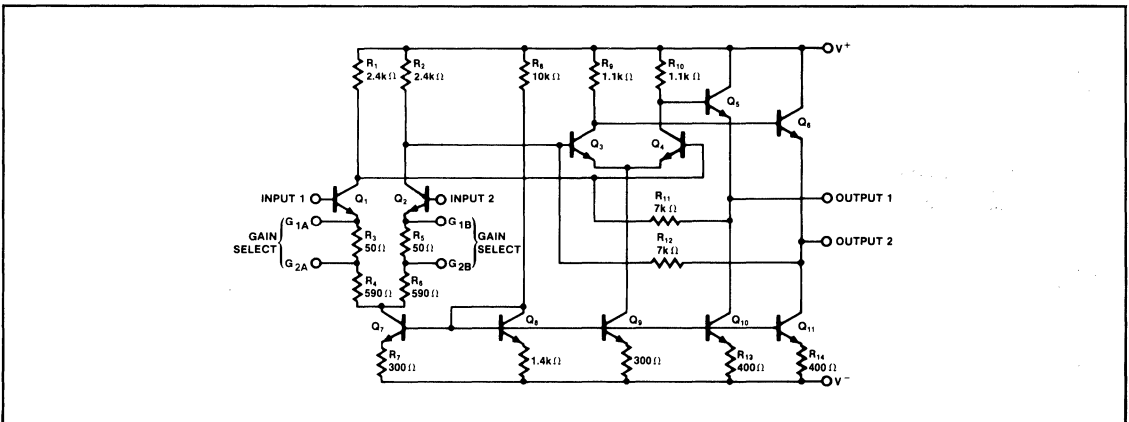 V+
R1
2.4kΩ
R2
2.4kΩ
R8
10kΩ
R9
1.1kΩ
R10
1.1kΩ
Q5
Q6
Q3
Q4
INPUT 1
Q1
Q2
INPUT 2
OUTPUT 1
R11
7kΩ
G1A
G1B
GAIN
SELECT
R3
50Ω
R5
50Ω
GAIN
SELECT
OUTPUT 2
R12
7kΩ
G2A
G2B
R4
590Ω
R6
590Ω
Q7
Q8
Q9
Q10
Q11
R7
300Ω
1.4kΩ
300Ω
R13
400Ω
R14
400Ω
V−